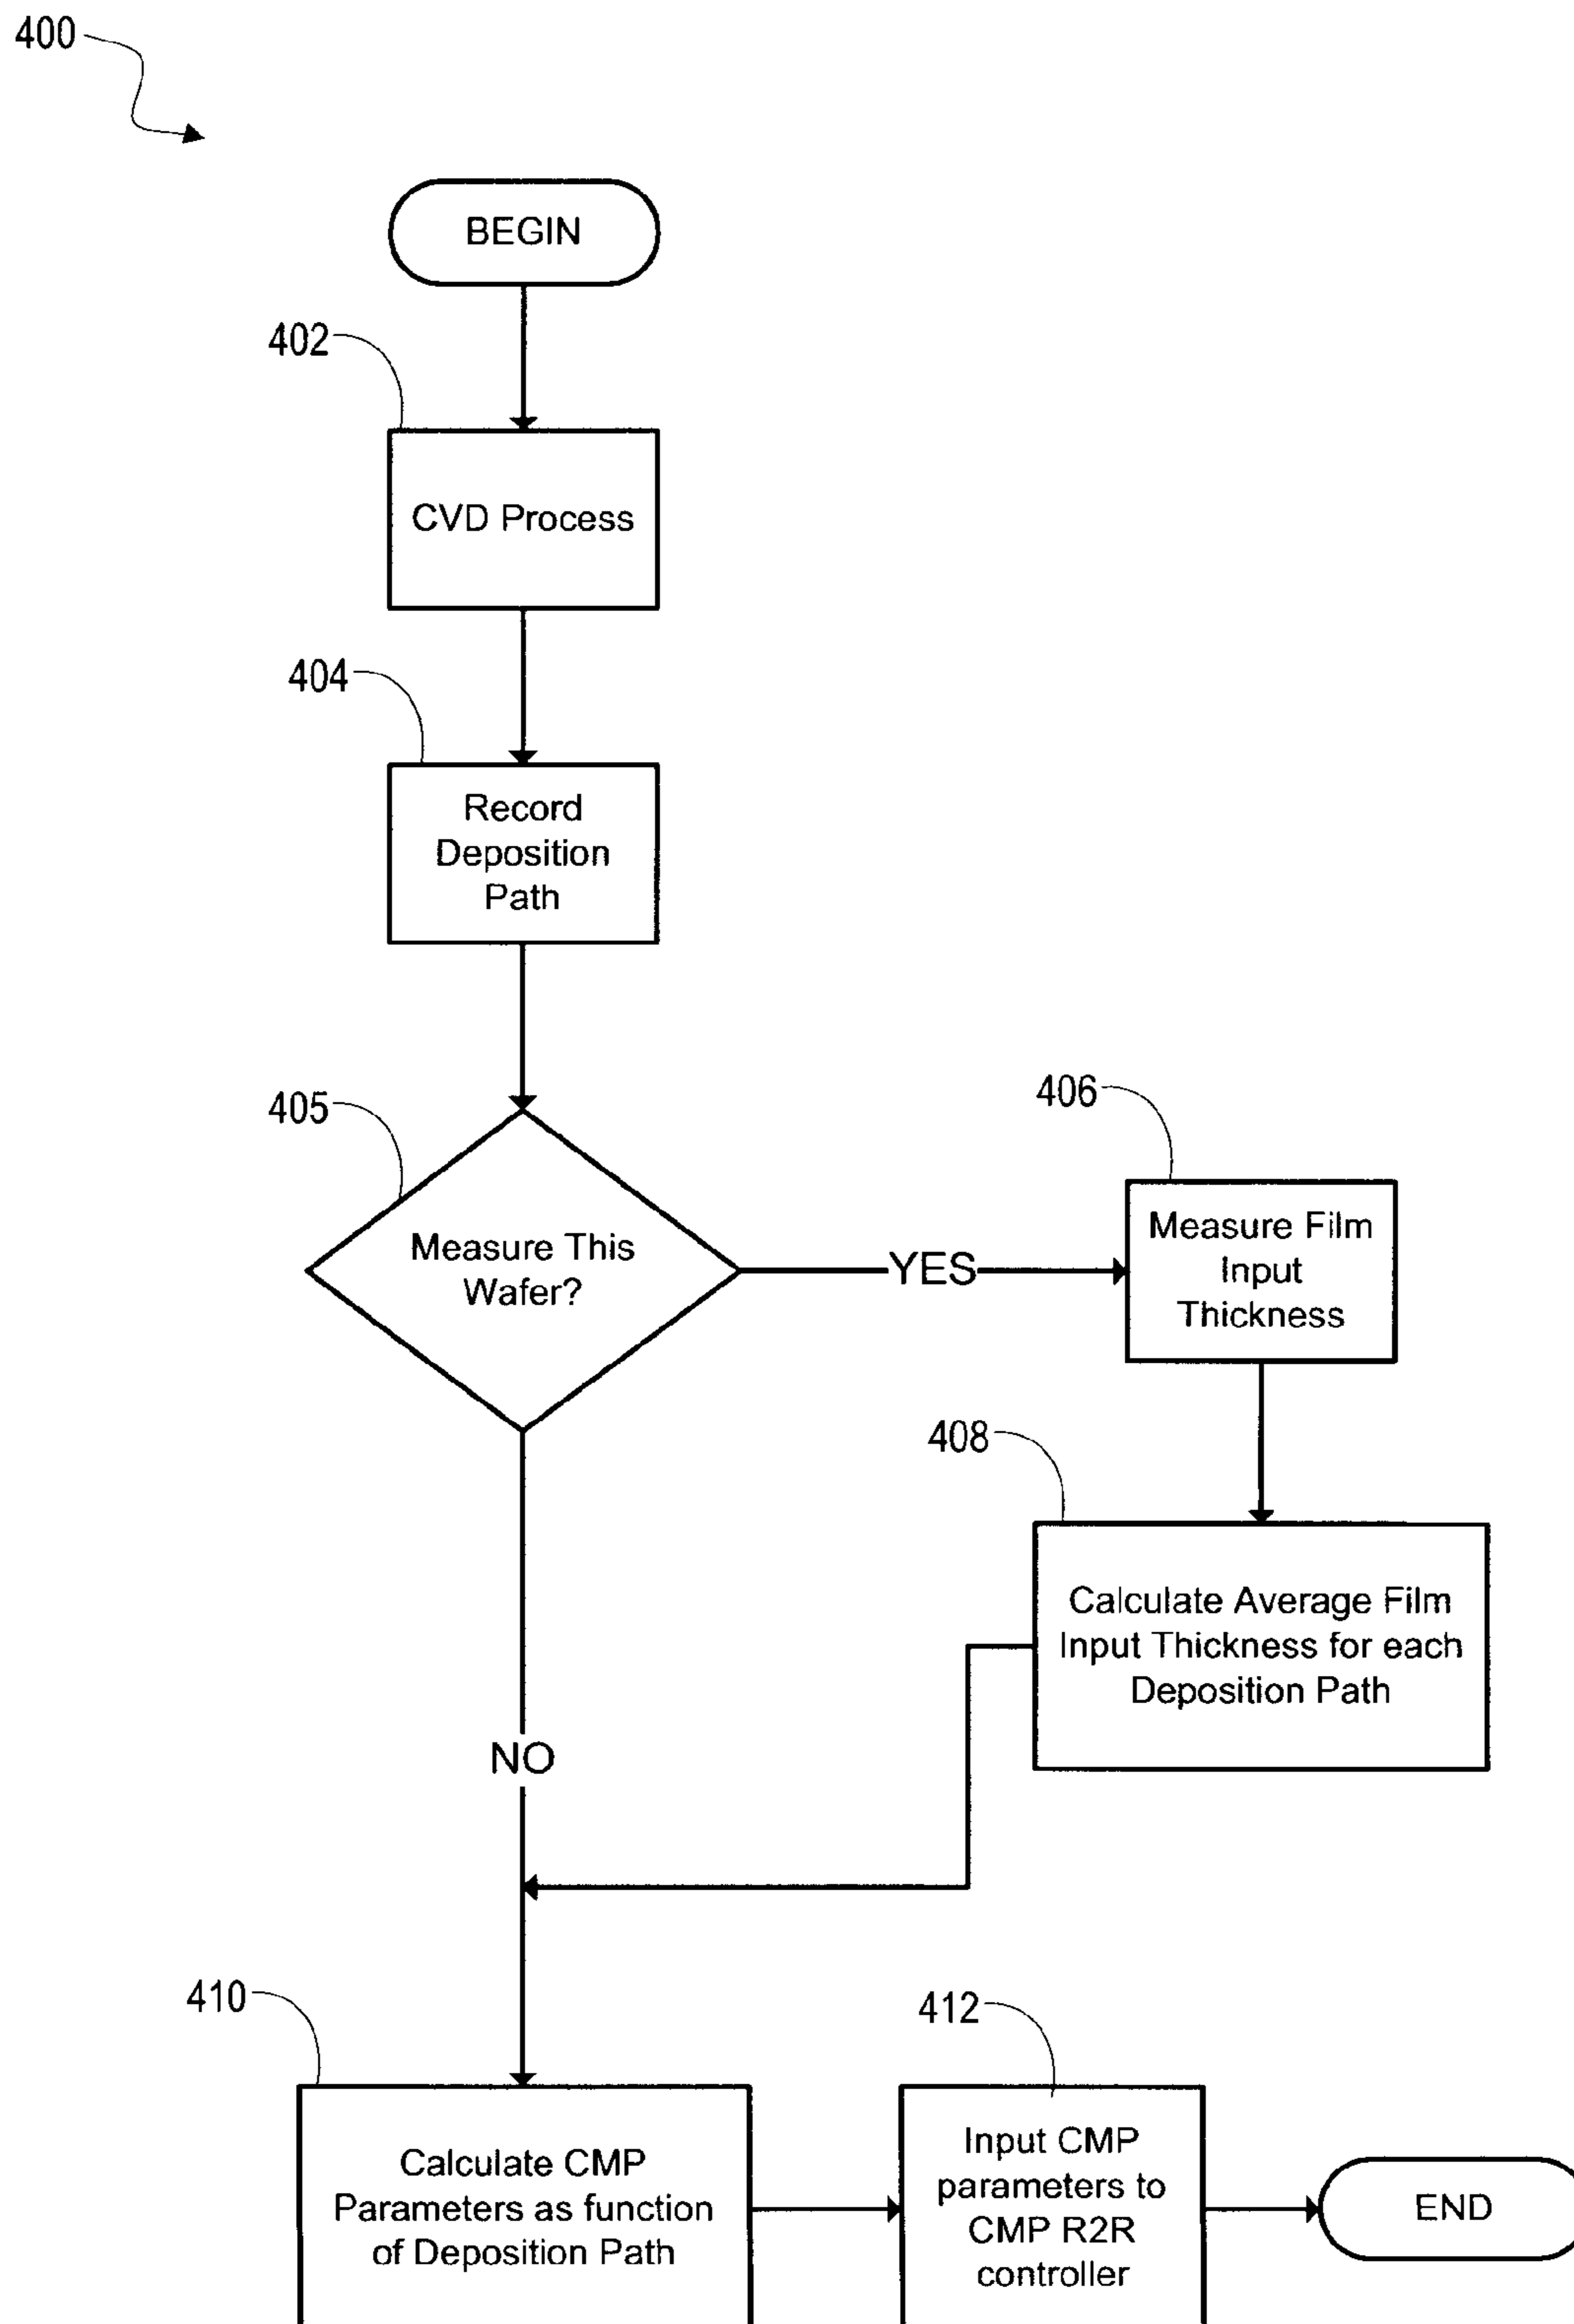 400
BEGIN
402
CVD Process
404
Record
Deposition
Path
405
Measure This
Wafer?
YES
406
Measure Film
Input
Thickness
408
Calculate Average Film
Input Thickness for each
Deposition Path
NO
410
Calculate CMP
Parameters as function
of Deposition Path
412
Input CMP
parameters to
CMP R2R
controller
END